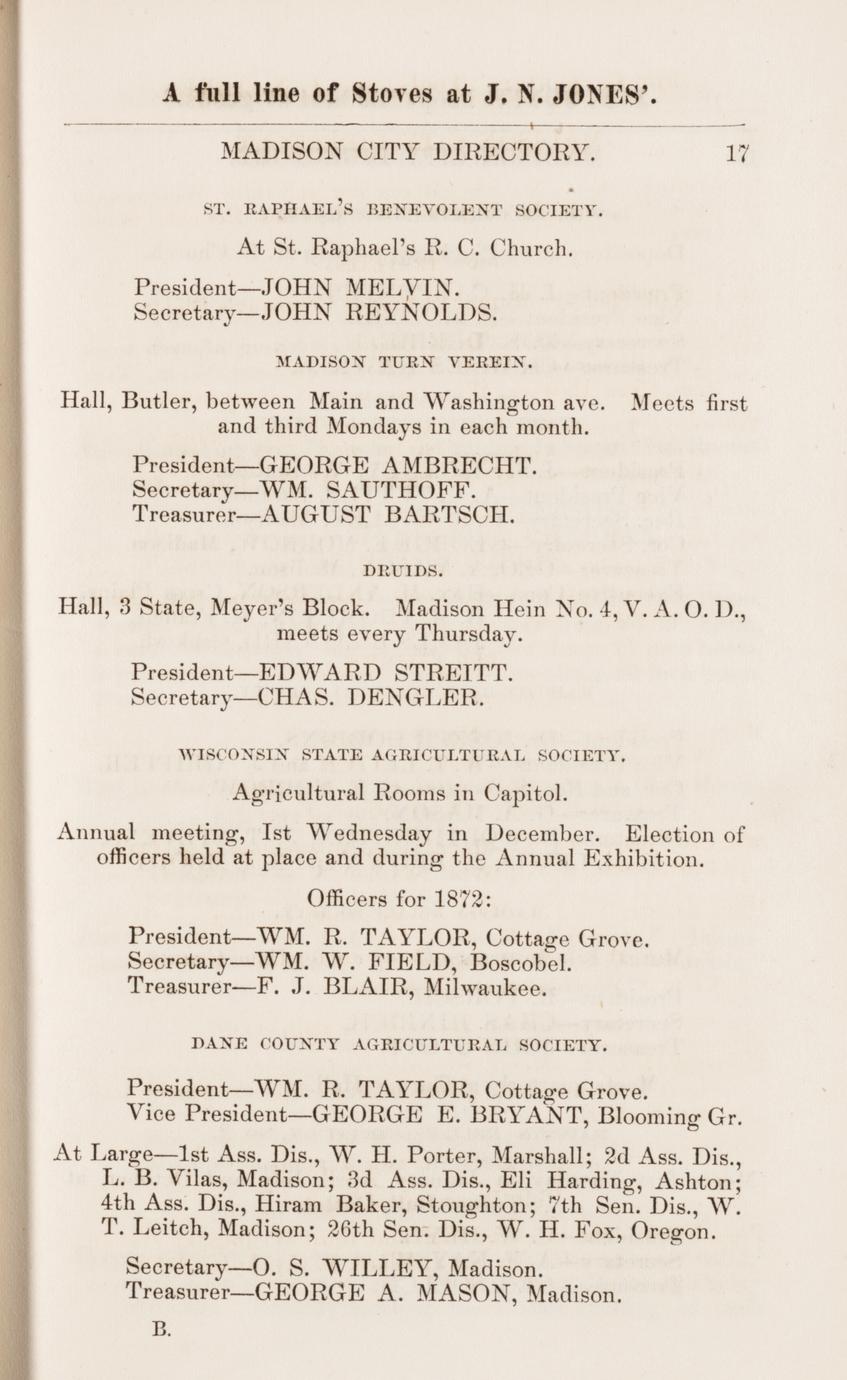 A full line of Stoves at J. N. JONES'.
MADISON CITY DIRECTORY. 17
ST. RAPHAEL'S BENEVOLENT SOCIETY.
At St. Raphael's R. C. Church.
President—JOHN MELVIN.
Secretary—JOHN REYNOLDS.
MADISON TURN VEREIN.
Hall, Butler, between Main and Washington ave. Meets first
and third Mondays in each month.
President—GEORGE AMBRECHT.
Secretary—WM. SAUTHOFF.
Treasurer—AUGUST BARTSCH.
DRUIDS.
Hall, 3 State, Meyer's Block. Madison Hein No. 4, V. A. O. D.,
meets every Thursday.
President—EDWARD STREITT.
Secretary—CHAS. DENGLER.
WISCONSIN STATE AGRICULTURAL SOCIETY.
Agricultural Rooms in Capitol.
Annual meeting, Ist Wednesday in December. Election of
officers held at place and during the Annual Exhibition.
Officers for 1872:
President—WM. R. TAYLOR, Cottage Grove.
Secretary—WM. W. FIELD, Boscobel.
Treasurer—F. J. BLAIR, Milwaukee.
DANE COUNTY AGRICULTURAL SOCIETY.
President—WM. R. TAYLOR, Cottage Grove.
Vice President—GEORGE E. BRYANT, Blooming Gr.
At Large—1st Ass. Dis., W. H. Porter, Marshall; 2d Ass. Dis.,
L. B. Vilas, Madison; 3d Ass. Dis., Eli Harding, Ashton;
4th Ass. Dis., Hiram Baker, Stoughton; 7th Sen. Dis., W.
T. Leitch, Madison; 26th Sen. Dis., W. H. Fox, Oregon.
Secretary—O. S. WILLEY, Madison.
Treasurer—GEORGE A. MASON, Madison.
B.